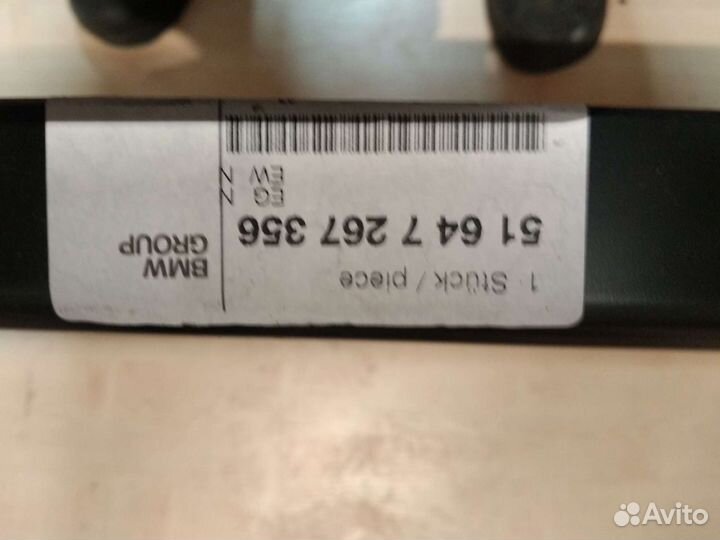 1 Stück / piece
51 64 7 267 356
EG N
EW N
BMW
GROUP
Avito